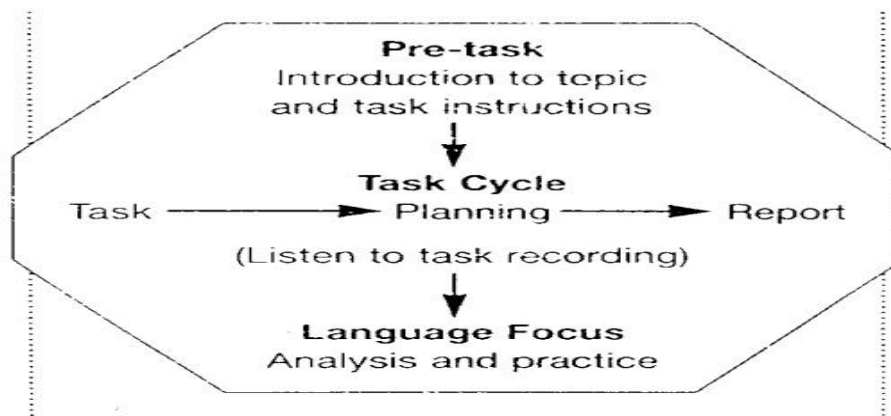 Pre-task
Introduction to topic
and task instructions
Task Cycle
Task Planning Report
(Listen to task recording)
Language Focus
Analysis and practice